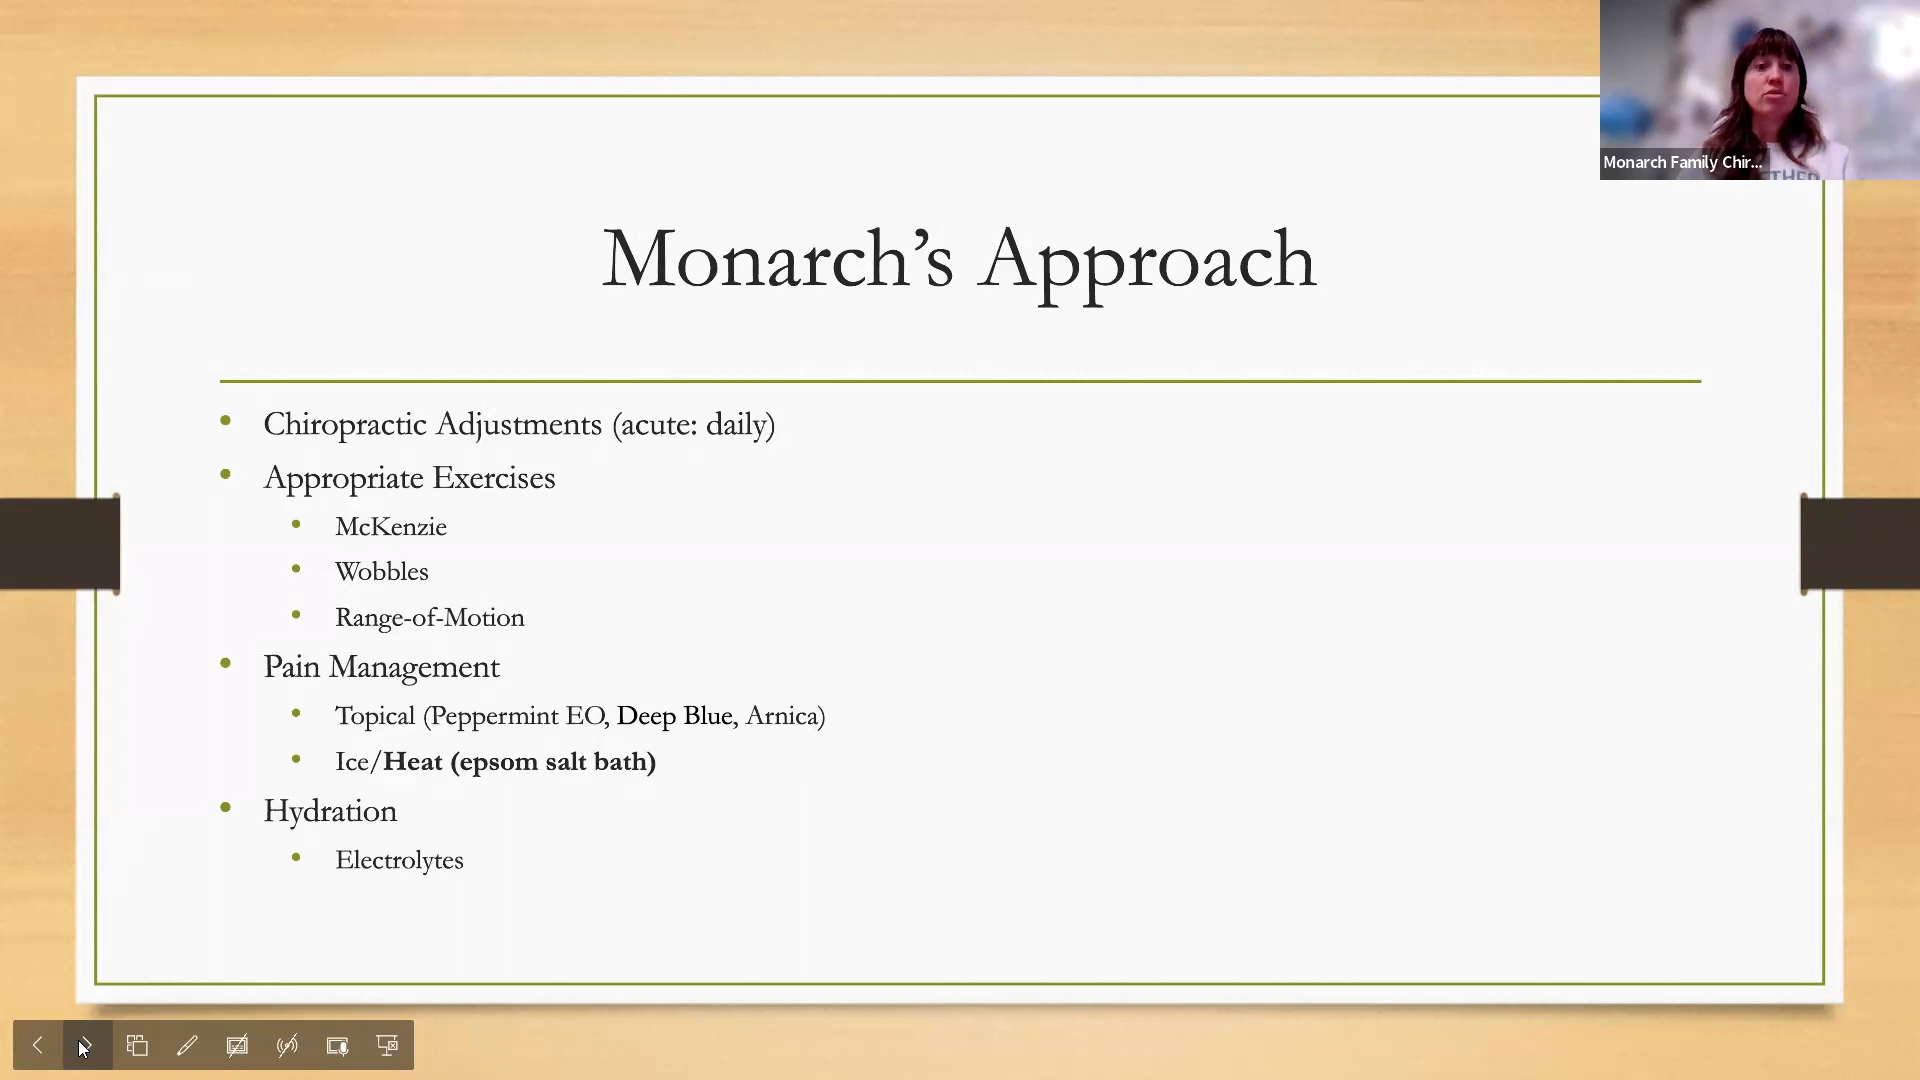 Monarch Family Chir...
Monarch’s Approach
Chiropractic Adjustments (acute: daily)
Appropriate Exercises
McKenzie
Wobbles
Range-of-Motion
Pain Management
Topical (Peppermint EO, Deep Blue, Arnica)
Ice/Heat (epsom salt bath)
Hydration
Electrolytes